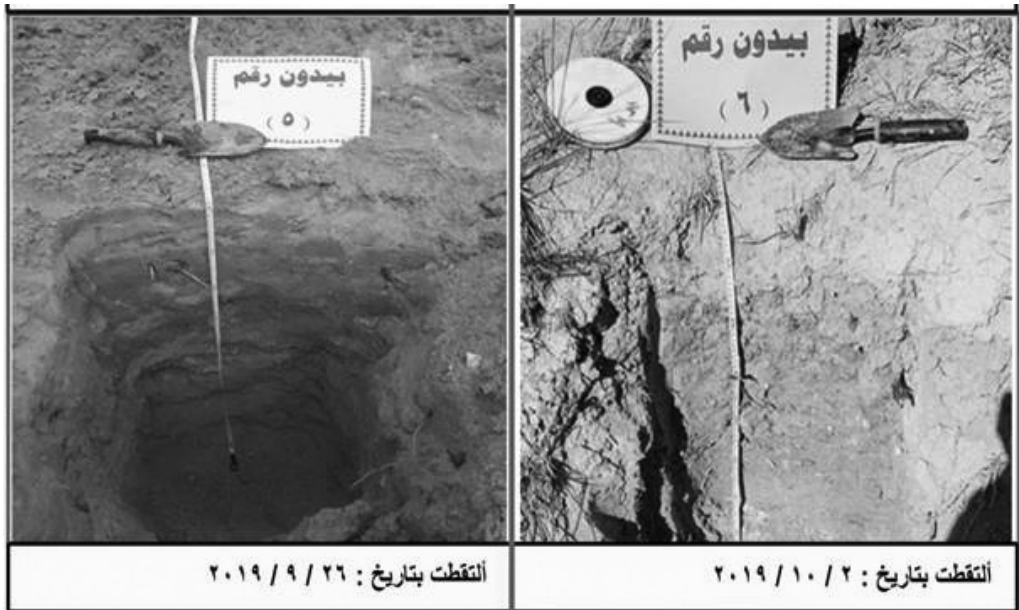 بيدون رقم
( ٥ )
بيدون رقم
( ٦ )
ألتقطت بتاريخ : ٢٦ / ٩ / ٢٠١٩
ألتقطت بتاريخ : ٢ / ١٠ / ٢٠١٩